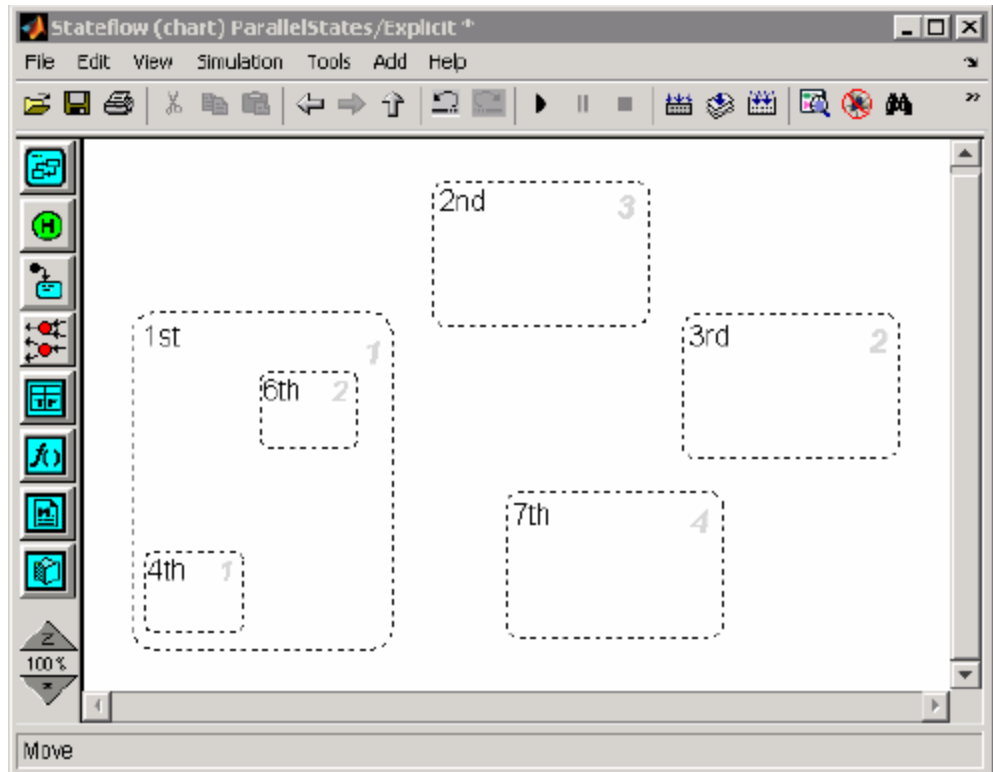 Stateflow (chart) ParallelStates/Explicit *
File Edit View Simulation Tools Add Help
2nd 3
1st 1
3rd 2
6th 2
7th 4
4th 1
100%
Move